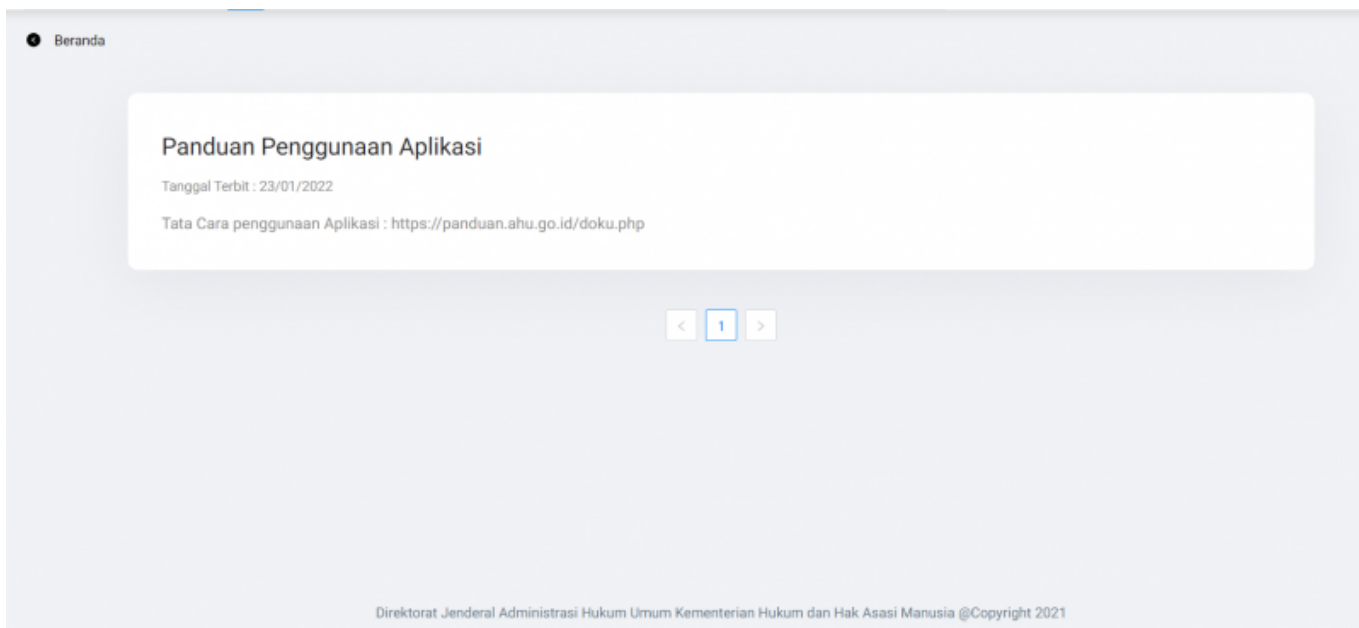 Beranda
Panduan Penggunaan Aplikasi
Tanggal Terbit : 23/01/2022
Tata Cara penggunaan Aplikasi : https://panduan.ahu.go.id/doku.php
< 1 >
Direktorat Jenderal Administrasi Hukum Umum Kementerian Hukum dan Hak Asasi Manusia @Copyright 2021